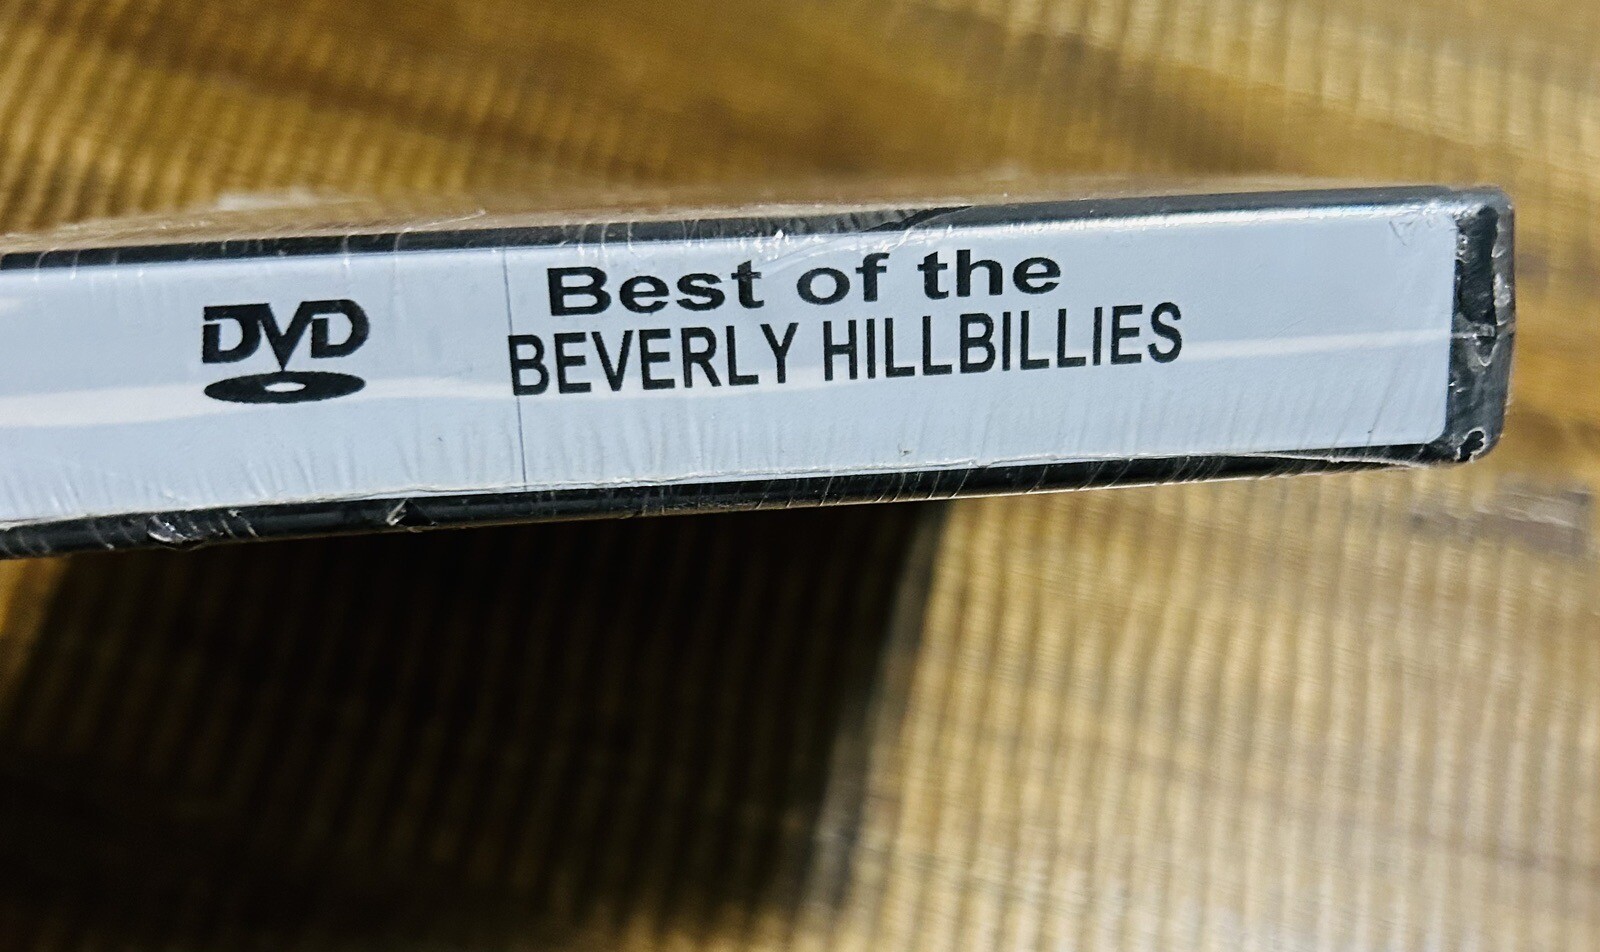 DVD
Best of the
BEVERLY HILLBILLIES